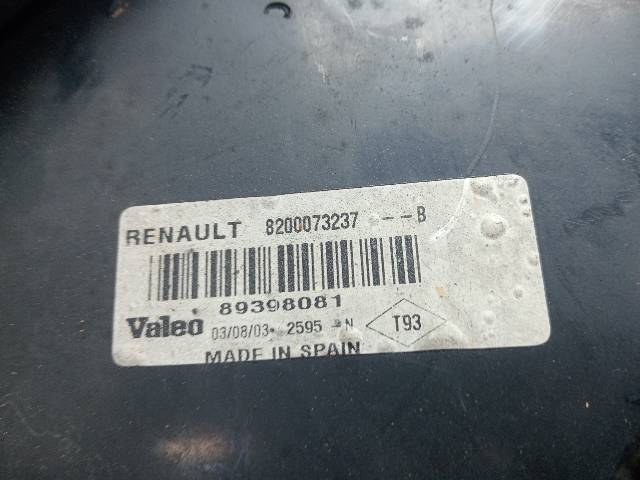 RENAULT 8200073237 -- B
89398081
Valeo 03/08/03• 2595 -N T93
MADE IN SPAIN